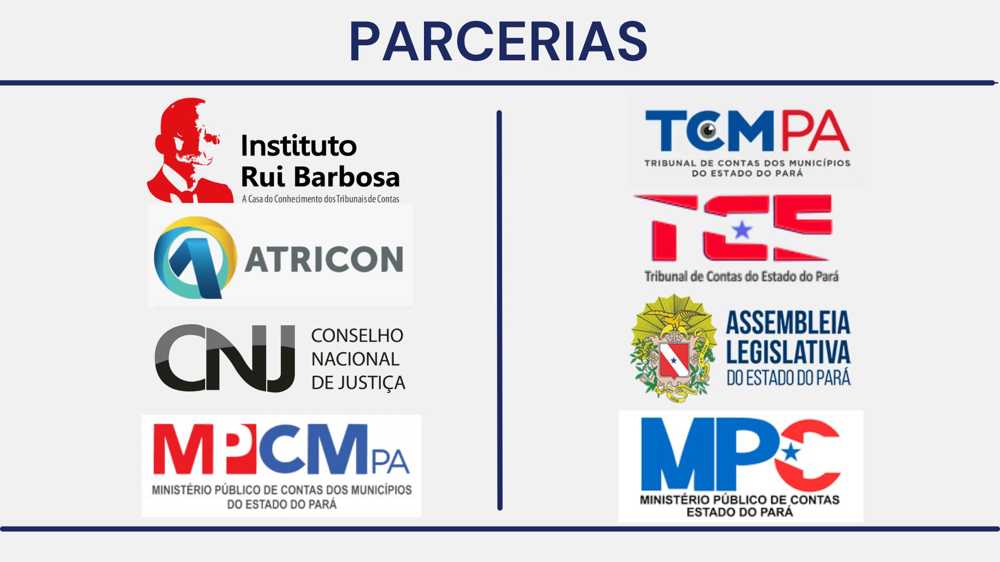 PARCERIAS
Instituto
Rui Barbosa
A Casa do Conhecimento dos Tribunais de Contas
ATRICON
CNJ
CONSELHO
NACIONAL
DE JUSTIÇA
MPCM PA
MINISTÉRIO PÚBLICO DE CONTAS DOS MUNICÍPIOS
DO ESTADO DO PARÁ
TCMPA
TRIBUNAL DE CONTAS DOS MUNICÍPIOS
DO ESTADO DO PARÁ
TCE
Tribunal de Contas do Estado do Pará
ASSEMBLEIA
LEGISLATIVA
DO ESTADO DO PARÁ
MPC
MINISTÉRIO PÚBLICO DE CONTAS
ESTADO DO PARÁ